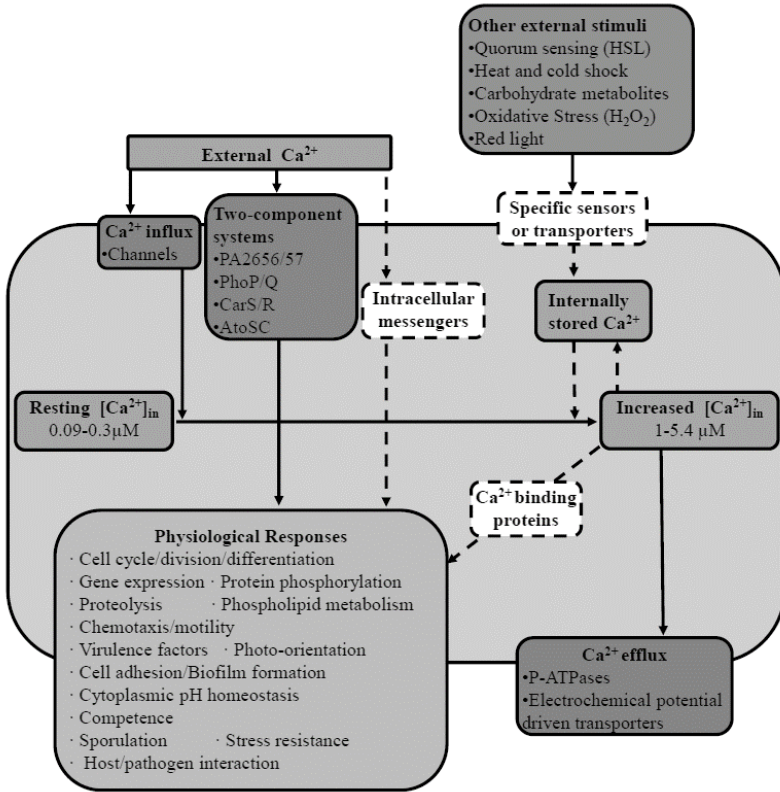 Other external stimuli
•Quorum sensing (HSL)
•Heat and cold shock
•Carbohydrate metabolites
•Oxidative Stress (H₂O₂)
•Red light
External Ca²⁺
Specific sensors
or transporters
Ca²⁺ influx
•Channels
Two-component
systems
•PA2656/57
•PhoP/Q
•CarS/R
•AtoSC
Intracellular
messengers
Internally
stored Ca²⁺
Resting [Ca²⁺]ᵢₙ
0.09-0.3µM
Increased [Ca²⁺]ᵢₙ
1-5.4 µM
Ca²⁺ binding
proteins
Physiological Responses
· Cell cycle/division/differentiation
· Gene expression · Protein phosphorylation
· Proteolysis · Phospholipid metabolism
· Chemotaxis/motility
· Virulence factors · Photo-orientation
· Cell adhesion/Biofilm formation
· Cytoplasmic pH homeostasis
· Competence
· Sporulation · Stress resistance
· Host/pathogen interaction
Ca²⁺ efflux
•P-ATPases
•Electrochemical potential
driven transporters